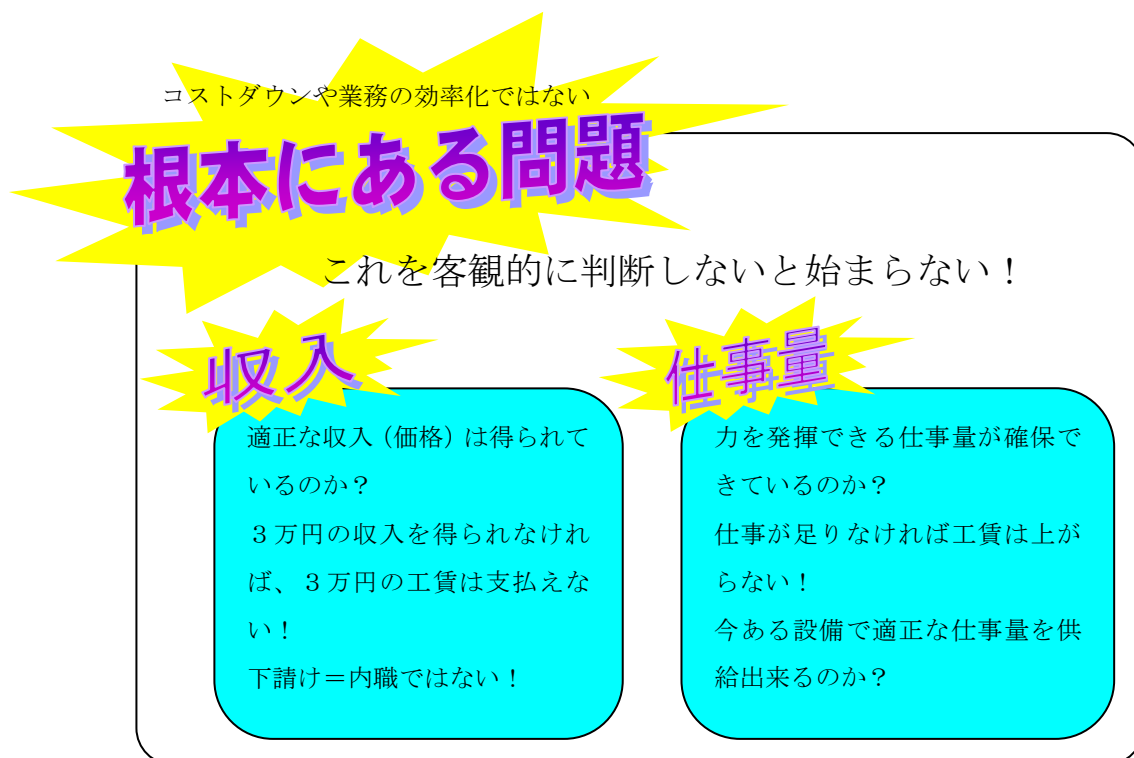 コストダウンや業務の効率化ではない
根本にある問題
これを客観的に判断しないと始まらない！
収入
適正な収入（価格）は得られて
いるのか？
３万円の収入を得られなけれ
ば、３万円の工賃は支払えな
い！
下請け＝内職ではない！
仕事量
力を発揮できる仕事量が確保で
きているのか？
仕事が足りなければ工賃は上が
らない！
今ある設備で適正な仕事量を供
給出来るのか？